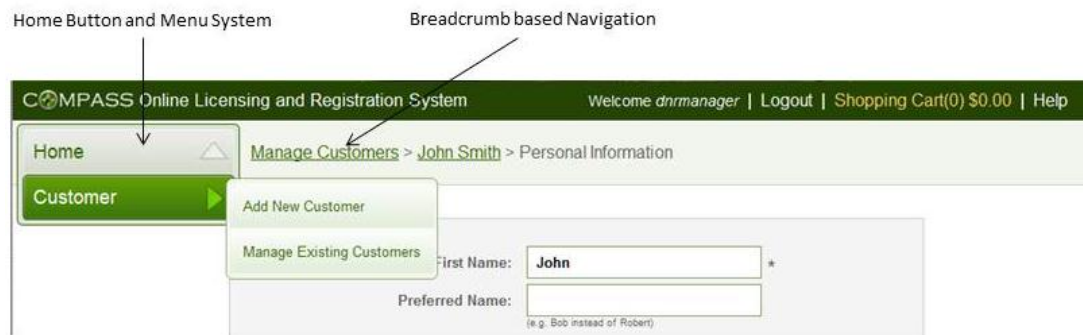 Home Button and Menu System
Breadcrumb based Navigation
COMPASS Online Licensing and Registration System
Welcome dnrmanager | Logout | Shopping Cart(0) $0.00 | Help
Home
Manage Customers > John Smith > Personal Information
Customer
Add New Customer
Manage Existing Customers
First Name: John *
Preferred Name:
(e.g. Bob instead of Robert)